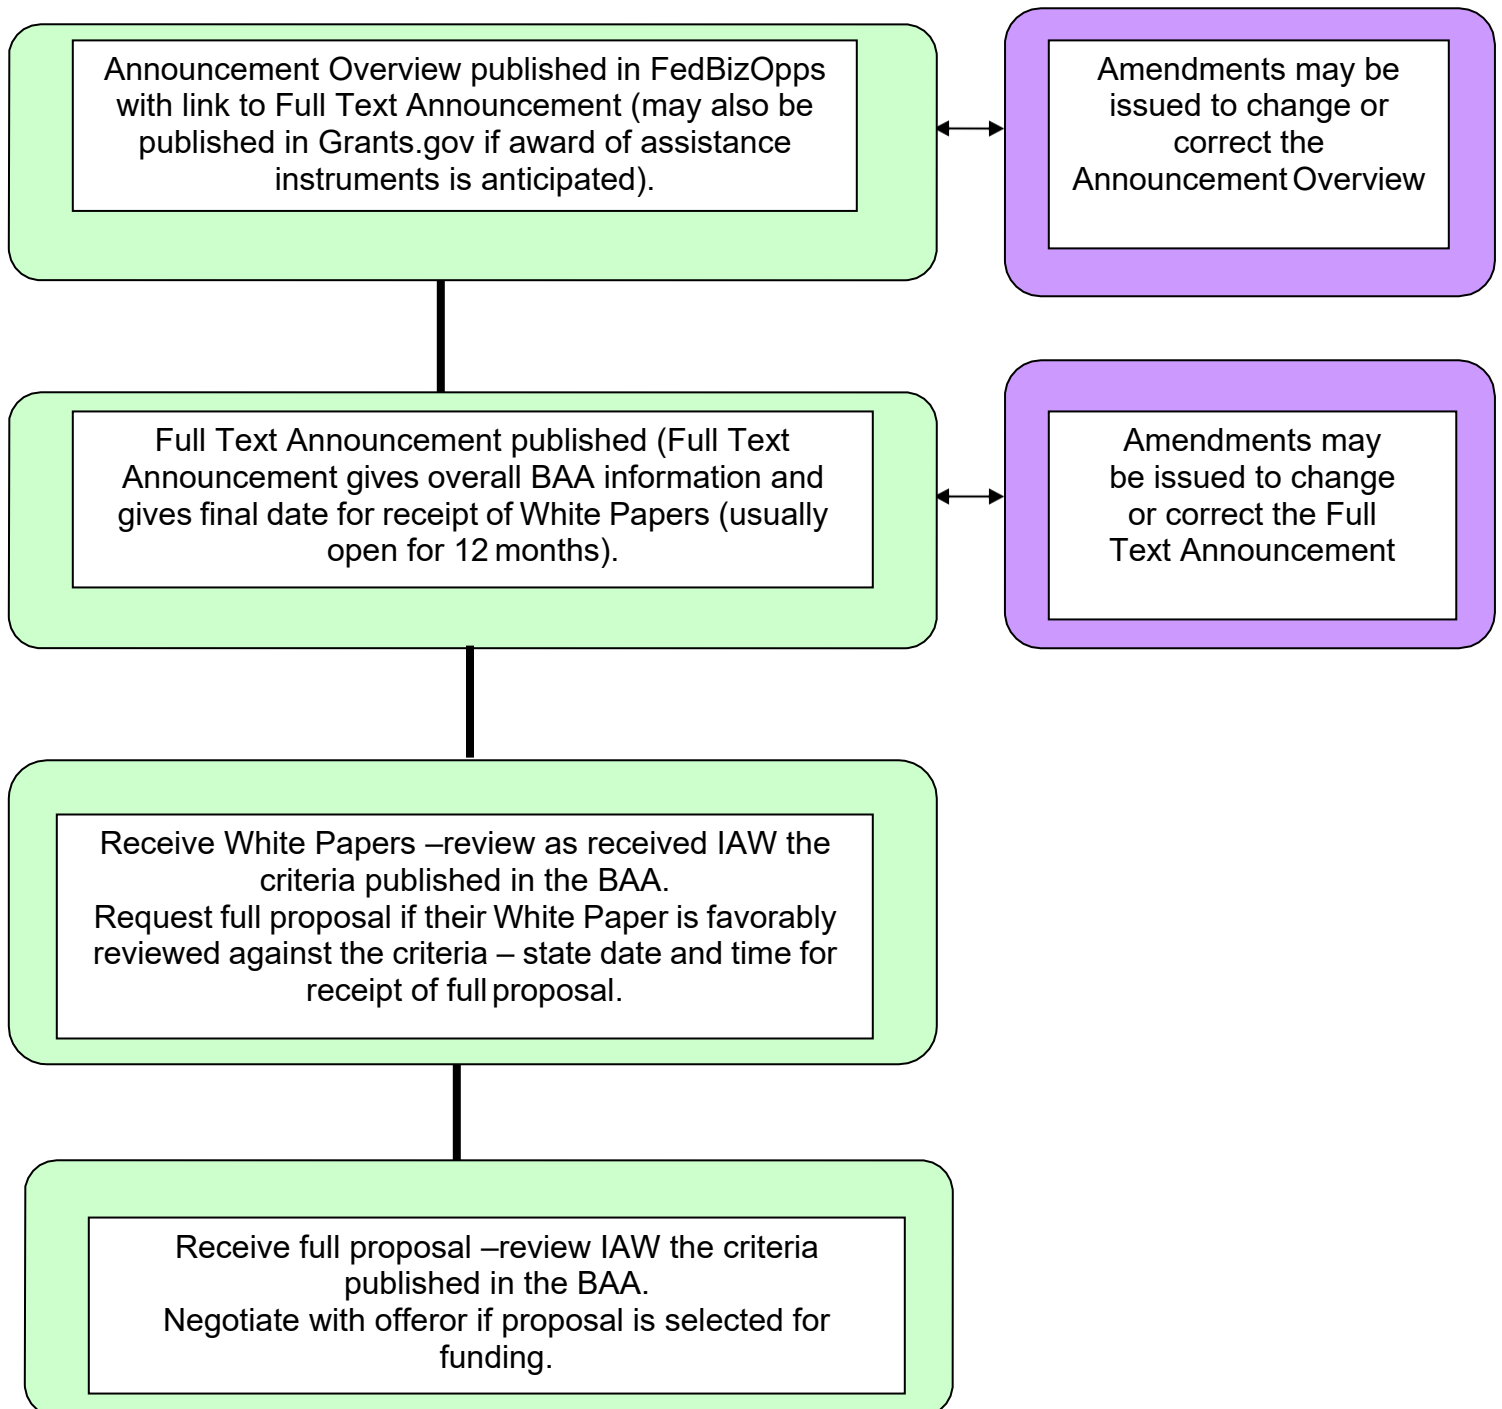 Announcement Overview published in FedBizOpps
with link to Full Text Announcement (may also be
published in Grants.gov if award of assistance
instruments is anticipated).
Amendments may be
issued to change or
correct the
Announcement Overview
Full Text Announcement published (Full Text
Announcement gives overall BAA information and
gives final date for receipt of White Papers (usually
open for 12 months).
Amendments may
be issued to change
or correct the Full
Text Announcement
Receive White Papers –review as received IAW the
criteria published in the BAA.
Request full proposal if their White Paper is favorably
reviewed against the criteria – state date and time for
receipt of full proposal.
Receive full proposal –review IAW the criteria
published in the BAA.
Negotiate with offeror if proposal is selected for
funding.